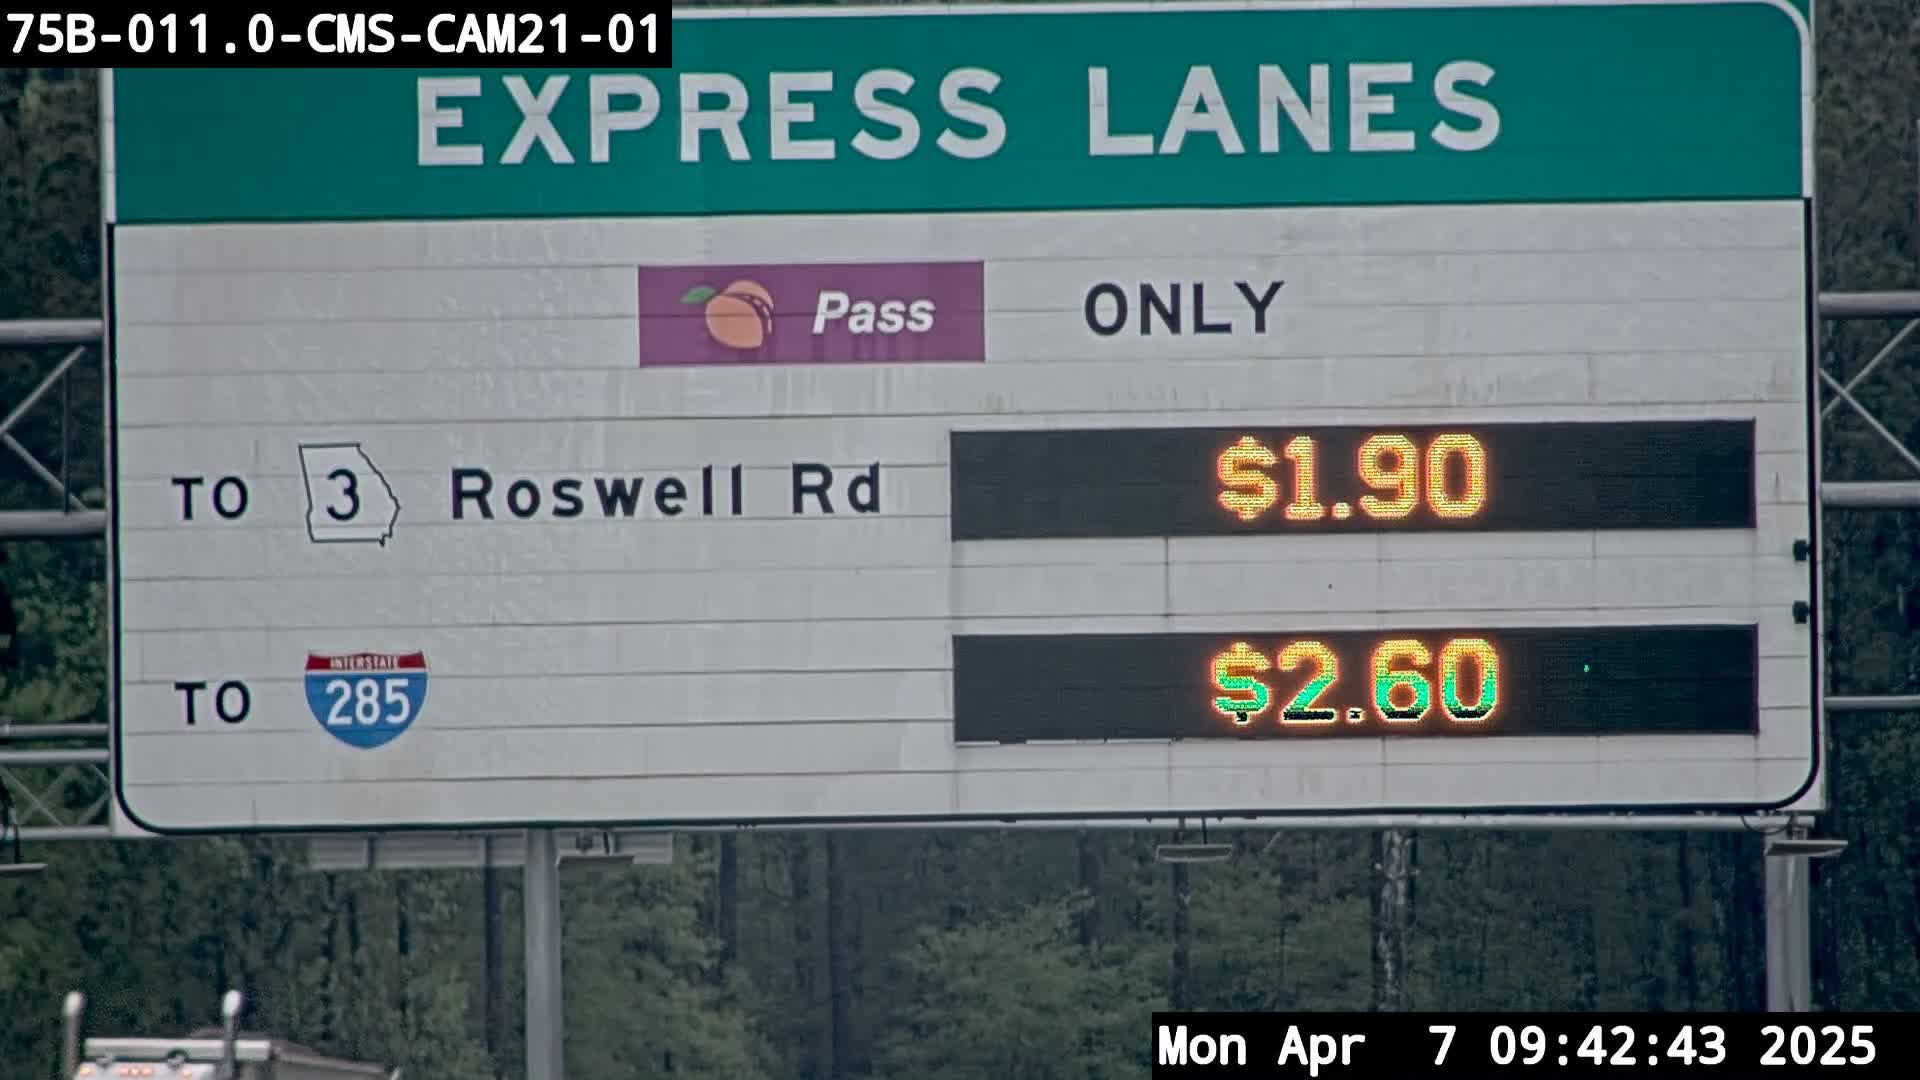 75B-011.0-CMS-CAM21-01
EXPRESS LANES
Pass ONLY
TO 3 Roswell Rd $1.90
INTERSTATE
TO 285 $2.60
Mon Apr 7 09:42:43 2025